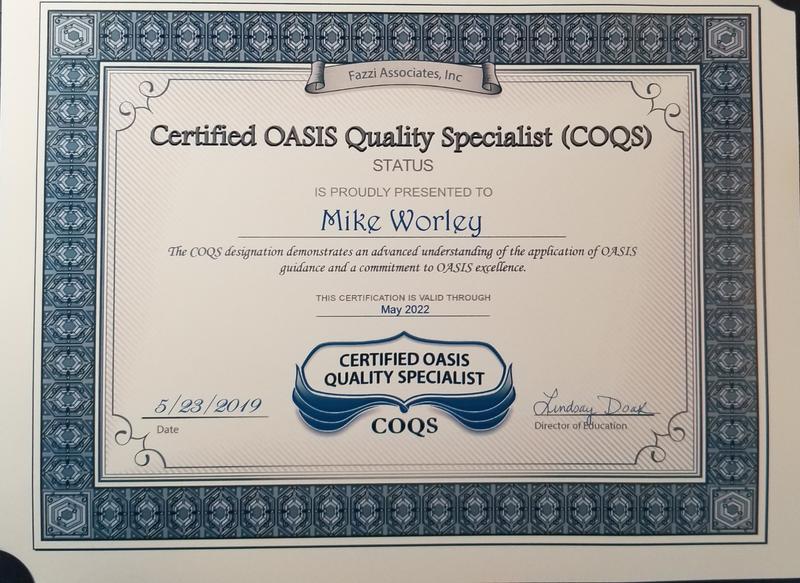 Fazzi Associates, Inc
Certified OASIS Quality Specialist (COQS)
STATUS
IS PROUDLY PRESENTED TO
Mike Worley
The COQS designation demonstrates an advanced understanding of the application of OASIS
guidance and a commitment to OASIS excellence.
THIS CERTIFICATION IS VALID THROUGH
May 2022
CERTIFIED OASIS
QUALITY SPECIALIST
COQS
5/23/2019
Date
Lindsay Doak
Director of Education